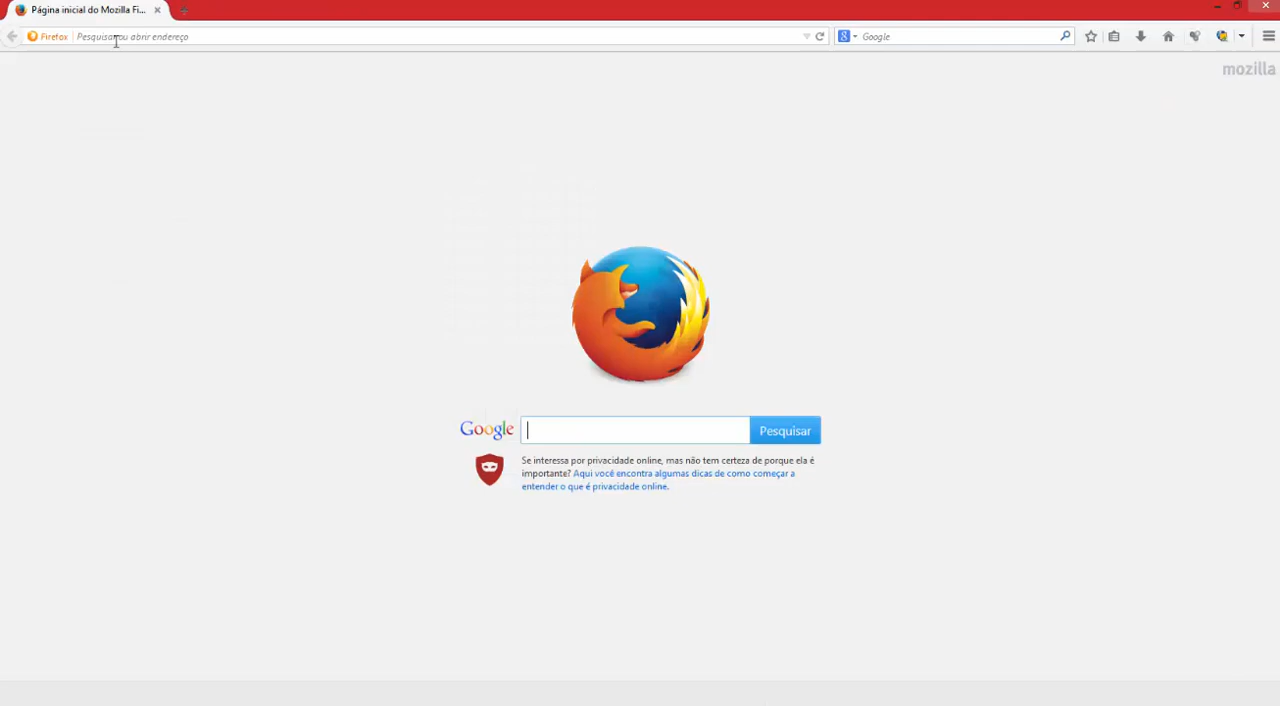 Página inicial do Mozilla Fi...
Firefox
Pesquisar ou abrir endereço
Google
mozilla
Google
Pesquisar
Se interessa por privacidade online, mas não tem certeza de porque ela é
importante? Aqui você encontra algumas dicas de como começar a
entender o que é privacidade online.